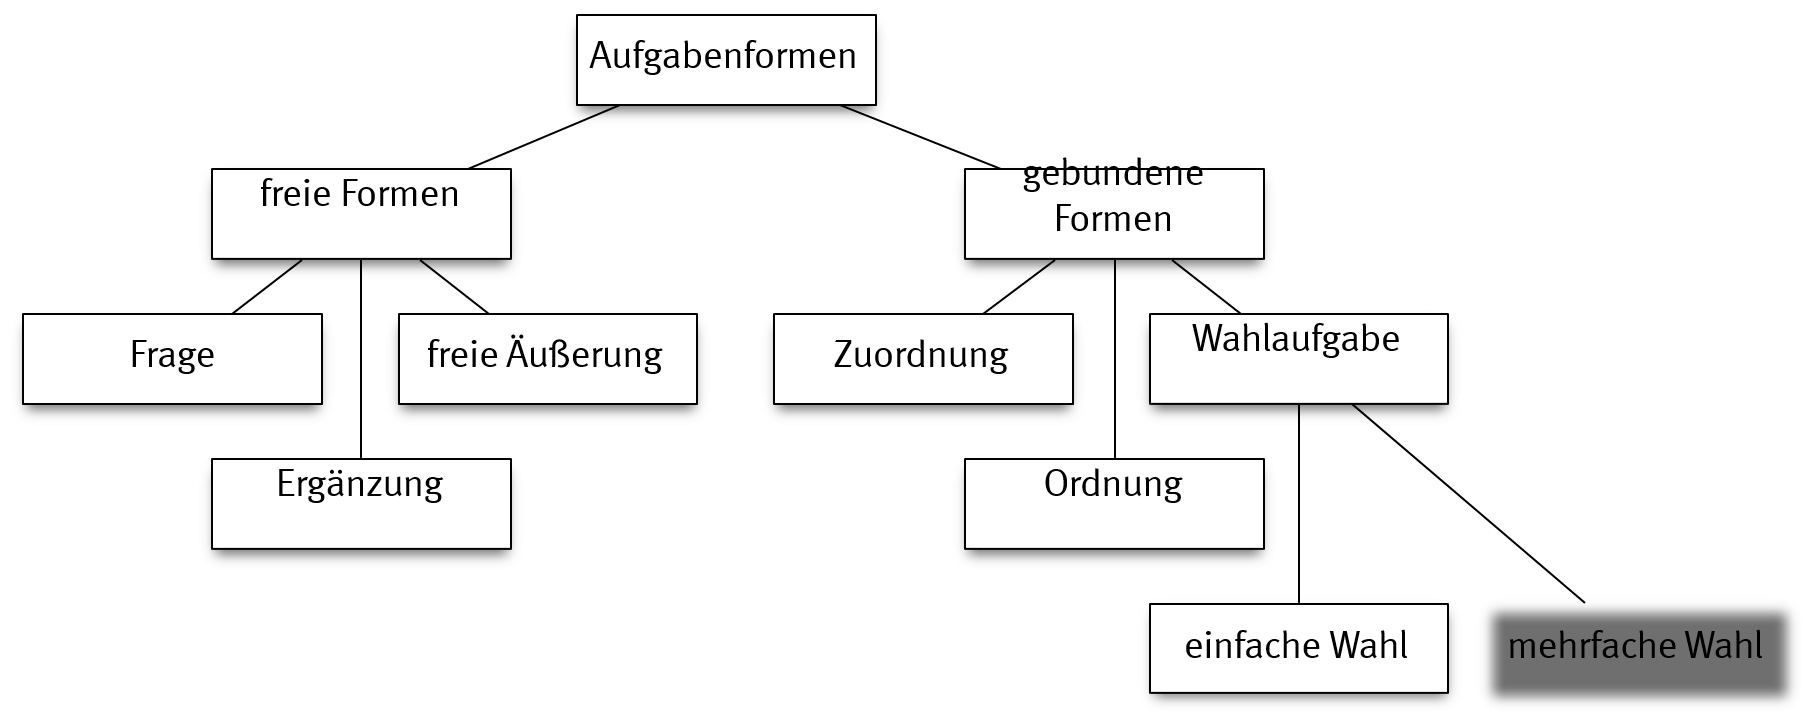 Aufgabenformen
freie Formen
gebundene
Formen
Frage
freie Äußerung
Zuordnung
Wahlaufgabe
Ergänzung
Ordnung
einfache Wahl
mehrfache Wahl